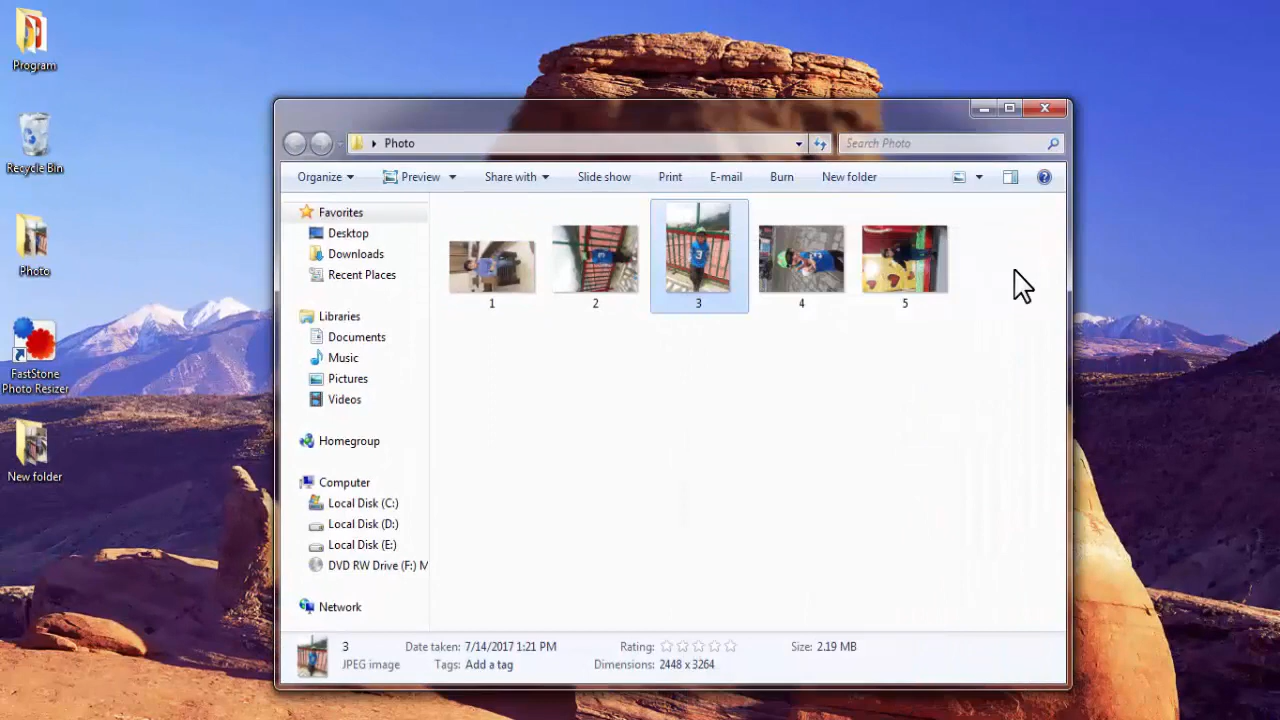 Program
Recycle Bin
Photo
FastStone
Photo Resizer
New folder
Photo
Search Photo
Organize
Preview
Share with
Slide show
Print
E-mail
Burn
New folder
Favorites
Desktop
Downloads
Recent Places
Libraries
Documents
Music
Pictures
Videos
Homegroup
Computer
Local Disk (C:)
Local Disk (D:)
Local Disk (E:)
DVD RW Drive (F:) M
Network
1
2
3
4
5
3
JPEG image
Date taken: 7/14/2017 1:21 PM
Tags: Add a tag
Rating:
Dimensions: 2448 x 3264
Size: 2.19 MB